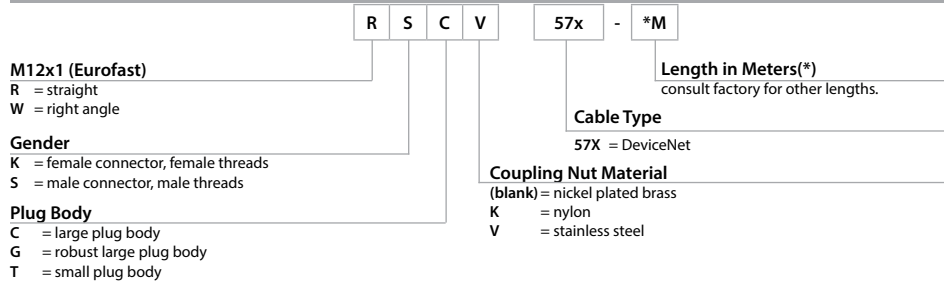 R S C V 57x - *M
M12x1 (Eurofast)
R = straight
W = right angle
Gender
K = female connector, female threads
S = male connector, male threads
Plug Body
C = large plug body
G = robust large plug body
T = small plug body
Length in Meters(*)
consult factory for other lengths.
Cable Type
57X = DeviceNet
Coupling Nut Material
(blank) = nickel plated brass
K = nylon
V = stainless steel